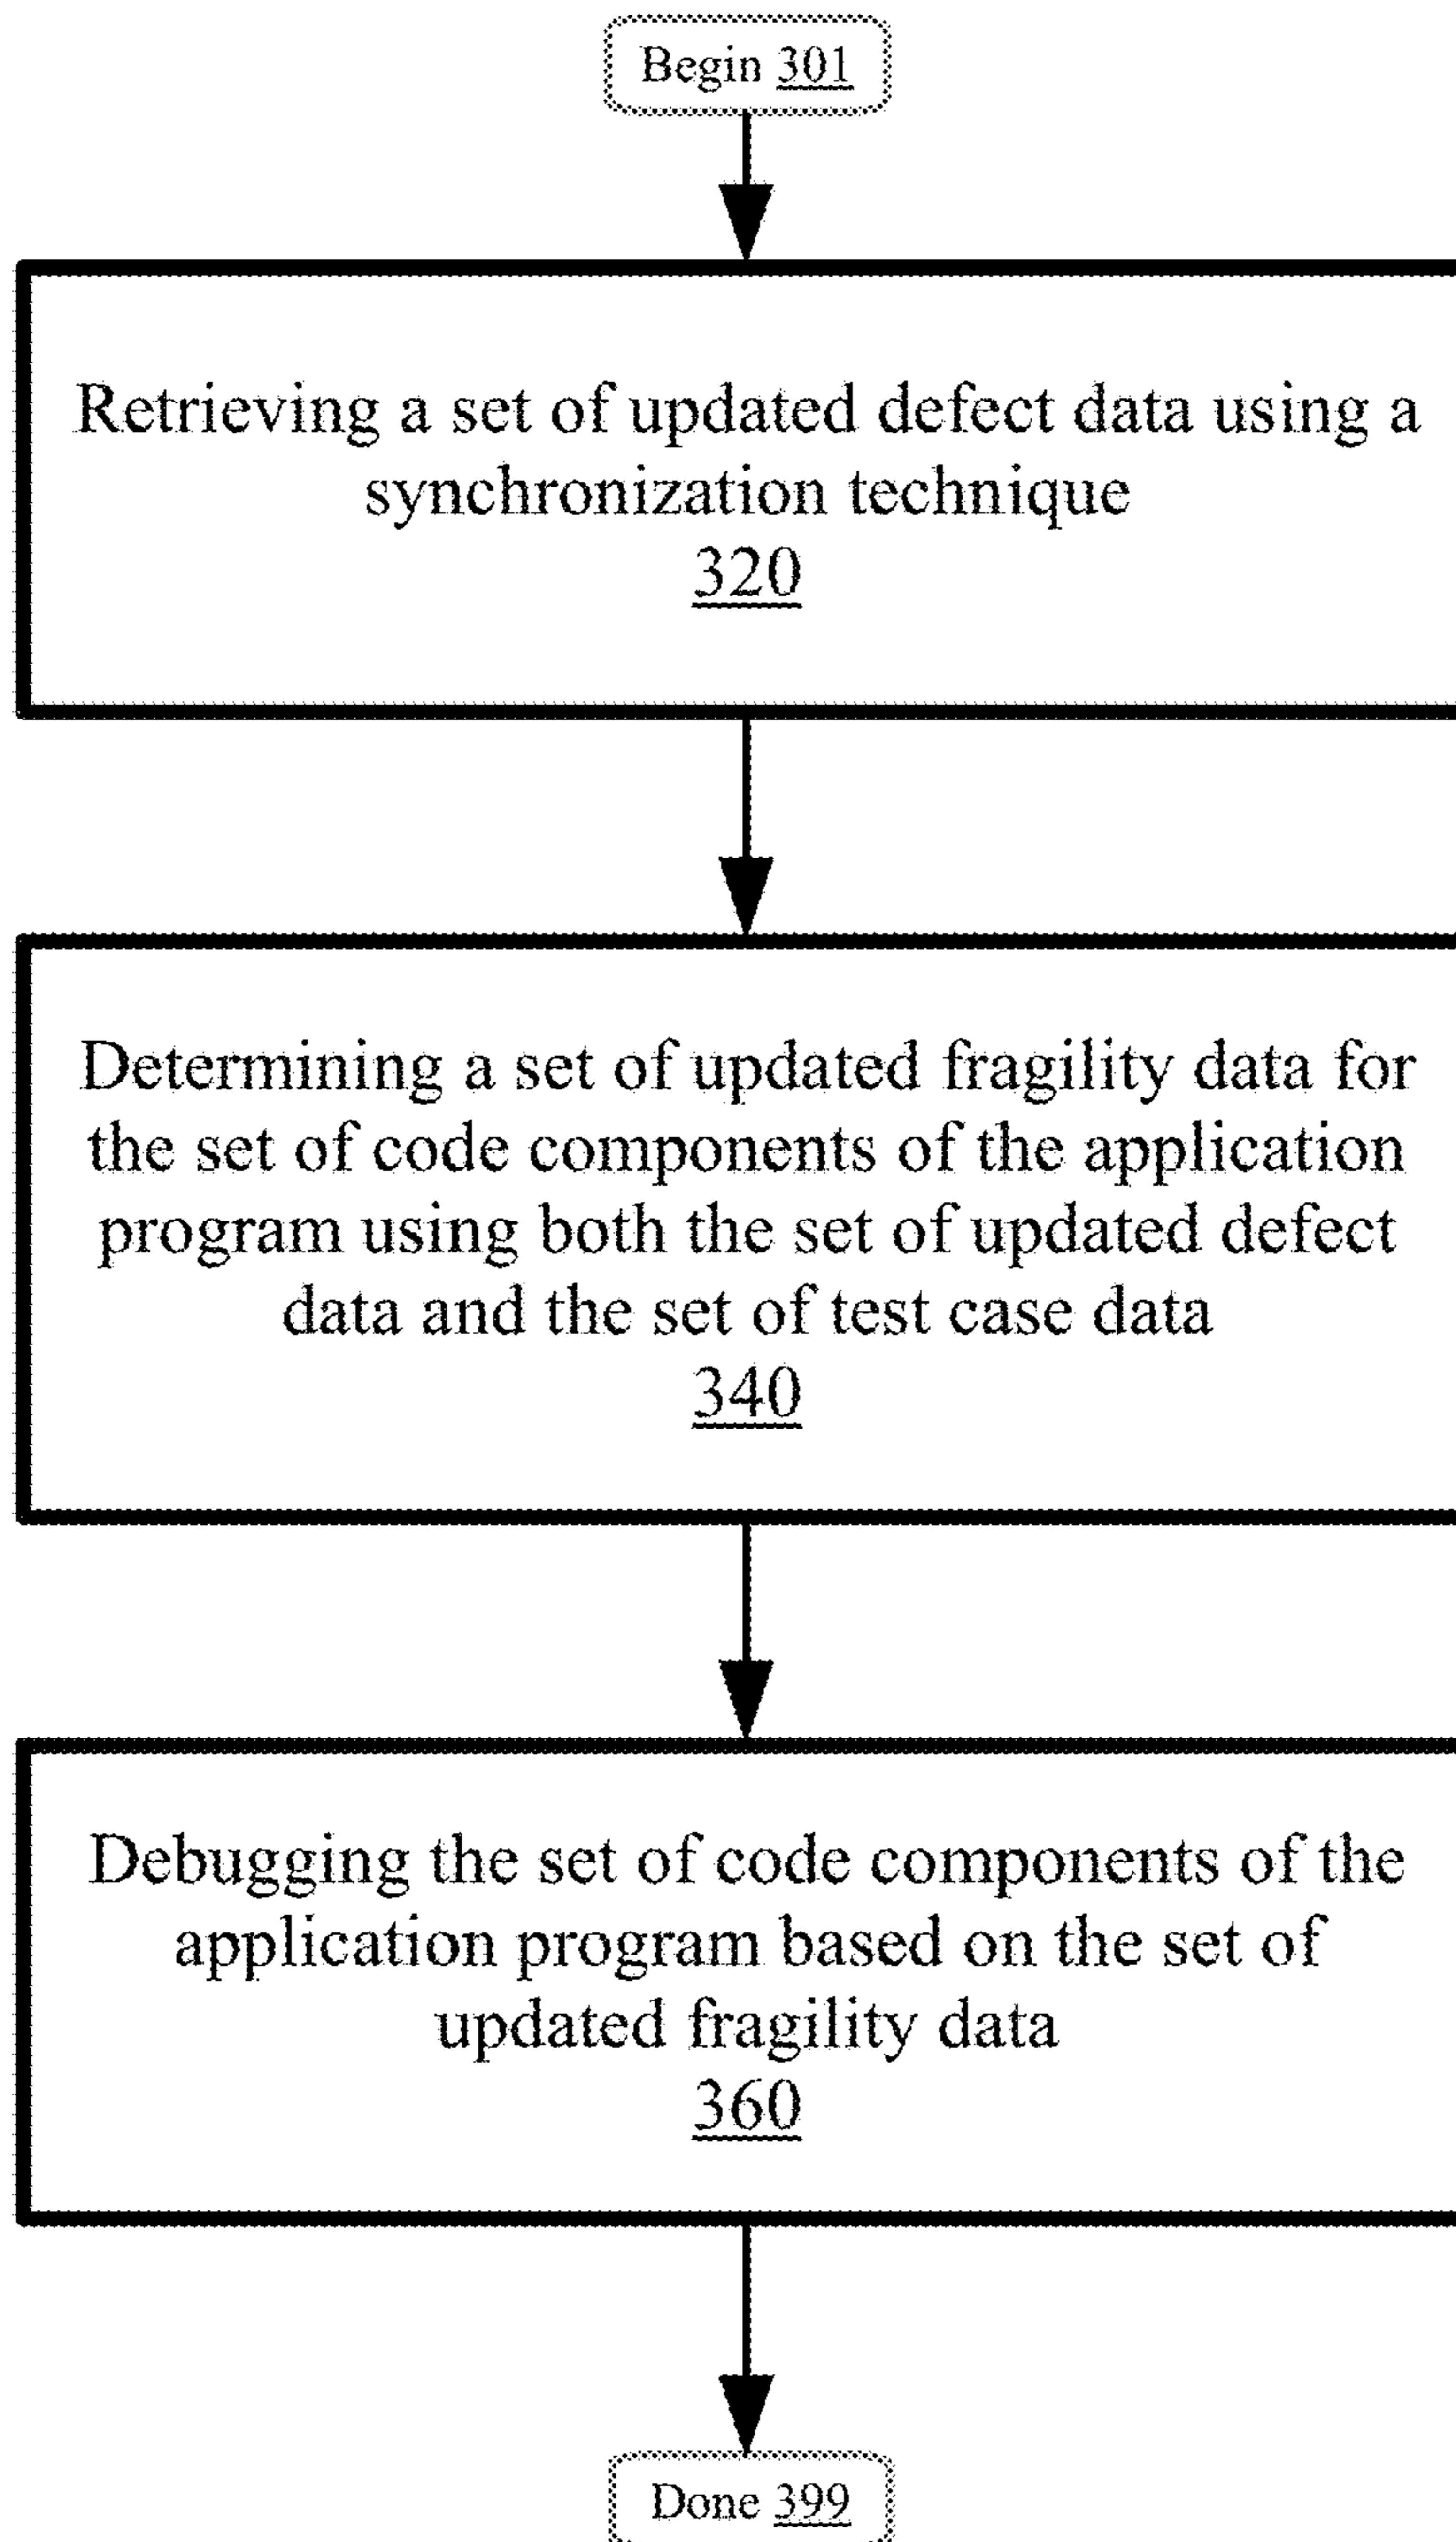 Begin 301
Retrieving a set of updated defect data using a
synchronization technique
320
Determining a set of updated fragility data for
the set of code components of the application
program using both the set of updated defect
data and the set of test case data
340
Debugging the set of code components of the
application program based on the set of
updated fragility data
360
Done 399